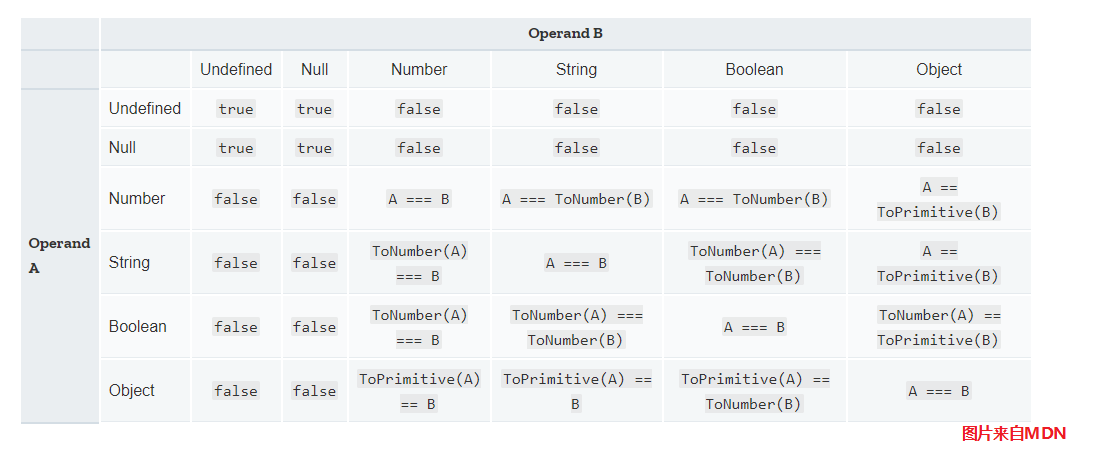 Operand B
Undefined Null Number String Boolean Object
Undefined true true false false false false
Null true true false false false false
Number false false A === B A === ToNumber(B) A === ToNumber(B) A ==
ToPrimitive(B)
Operand
A
String false false ToNumber(A)
=== B
A === B
ToNumber(A) ===
ToNumber(B)
A ==
ToPrimitive(B)
Boolean false false ToNumber(A)
=== B
ToNumber(A) ===
ToNumber(B)
A === B
ToNumber(A) ==
ToPrimitive(B)
Object false false ToPrimitive(A)
== B
ToPrimitive(A) ==
B
ToPrimitive(A) ==
ToNumber(B)
A === B
图片来自MDN